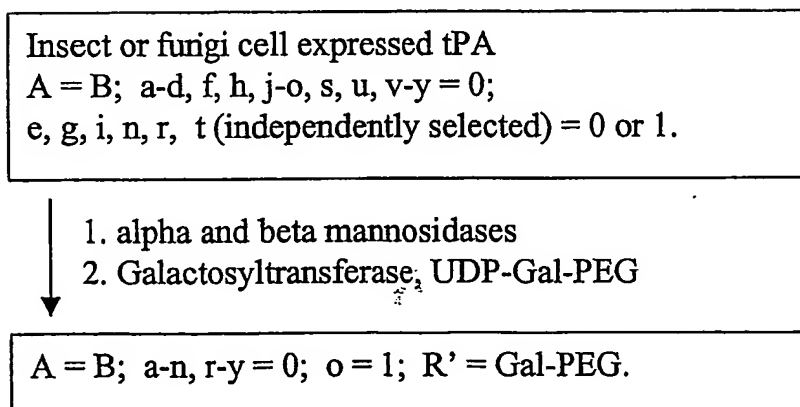 Insect or fungi cell expressed tPA
A = B; a-d, f, h, j-o, s, u, v-y = 0;
e, g, i, n, r, t (independently selected) = 0 or 1.
1. alpha and beta mannosidases
2. Galactosyltransferase, UDP-Gal-PEG
A = B; a-n, r-y = 0; o = 1; R' = Gal-PEG.